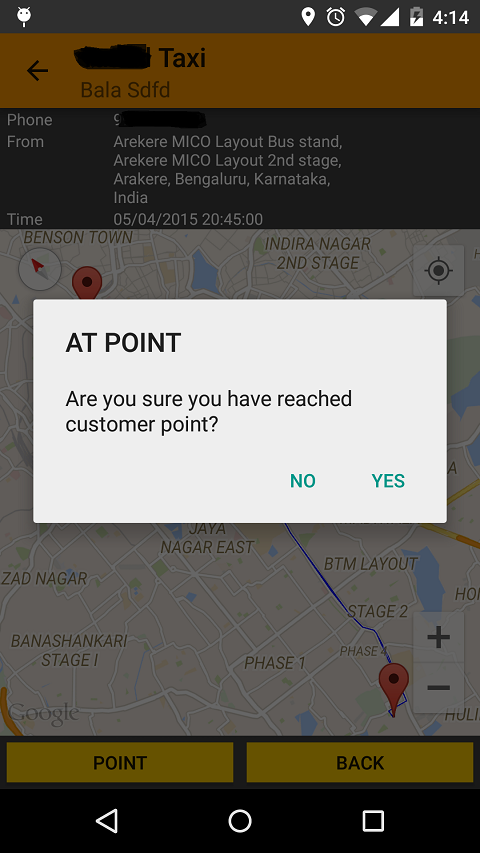 4:14
Taxi
Bala Sdfd
Phone 9
From Arekere MICO Layout Bus stand,
Arekere MICO Layout 2nd stage,
Arakere, Bengaluru, Karnataka,
India
Time 05/04/2015 20:45:00
BENSON TOWN
INDIRA NAGAR
2ND STAGE
AT POINT
Are you sure you have reached
customer point?
NO YES
JAYA
NAGAR EAST
BTM LAYOUT
ZAD NAGAR
STAGE 2
BANASHANKARI
STAGE I
PHASE 4
PHASE 1
+
−
Google
HULI
POINT BACK